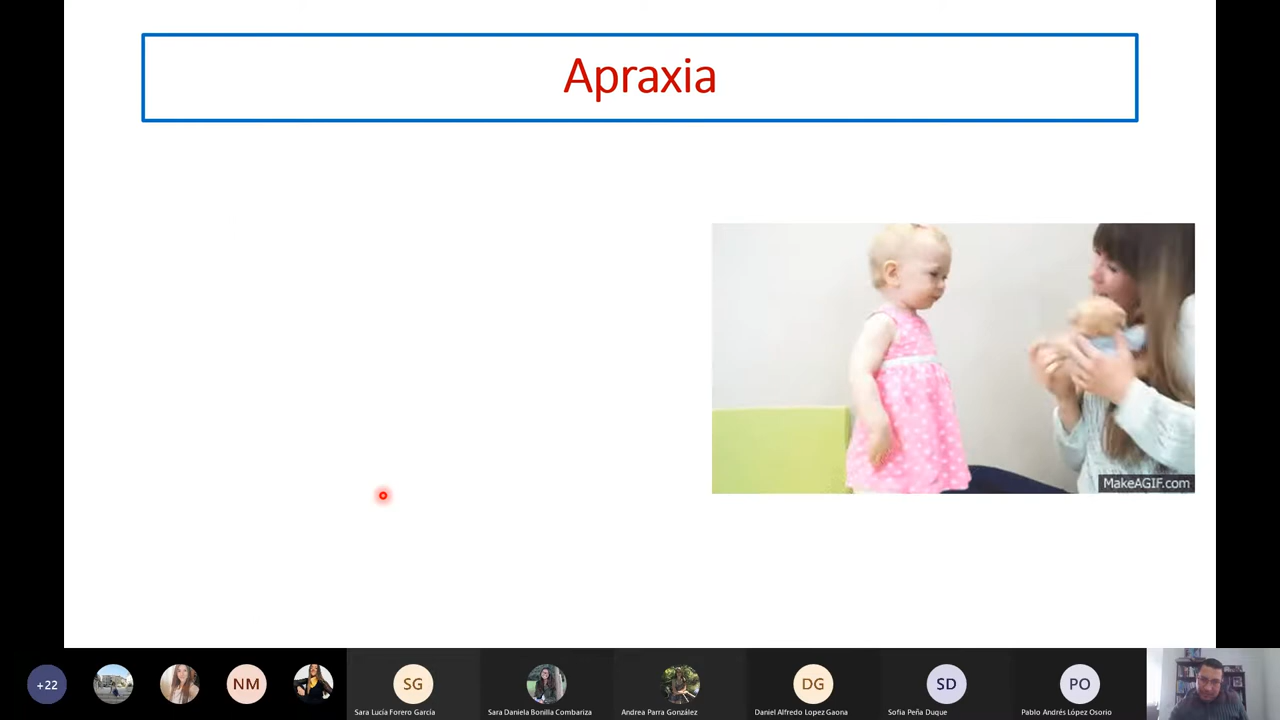 Apraxia
MakeAGIF.com
+22
NM
SG
DG
SD
PO
Sara Lucía Forero García
Sara Daniela Bonilla Combariza
Andrea Parra González
Daniel Alfredo Lopez Gaona
Sofia Peña Duque
Pablo Andrés López Osorio